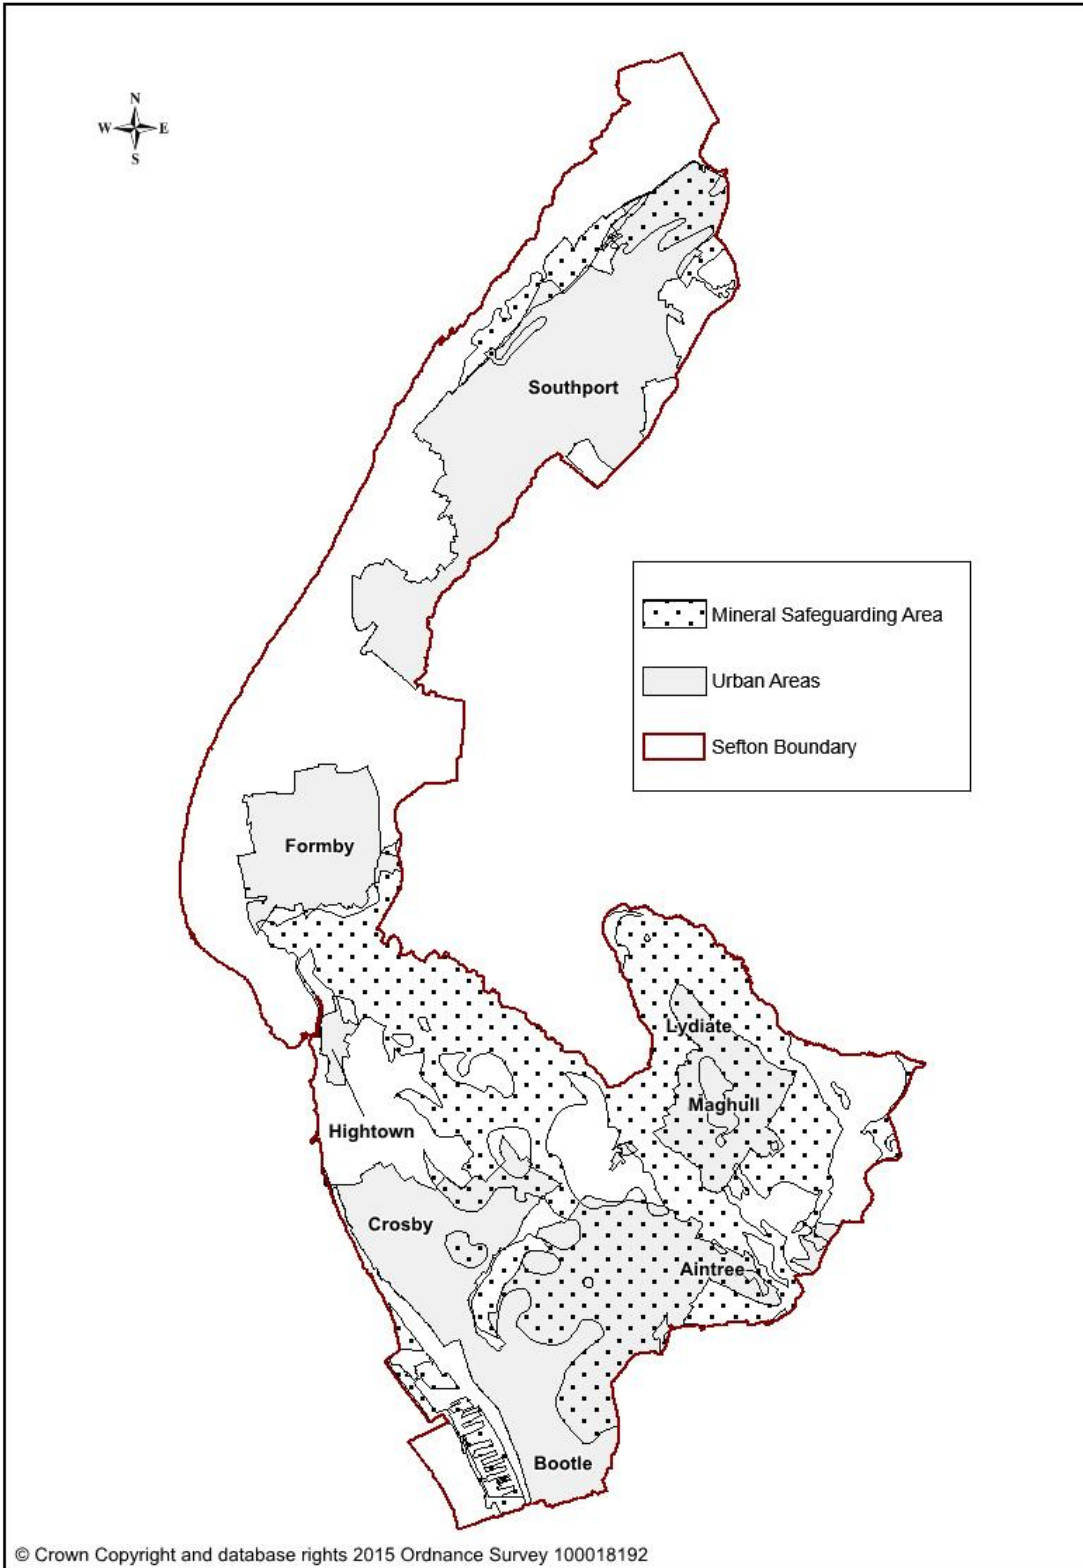 N
W E
S
Southport
Mineral Safeguarding Area
Urban Areas
Sefton Boundary
Formby
Lydiate
Maghull
Hightown
Crosby
Aintree
Bootle
© Crown Copyright and database rights 2015 Ordnance Survey 100018192